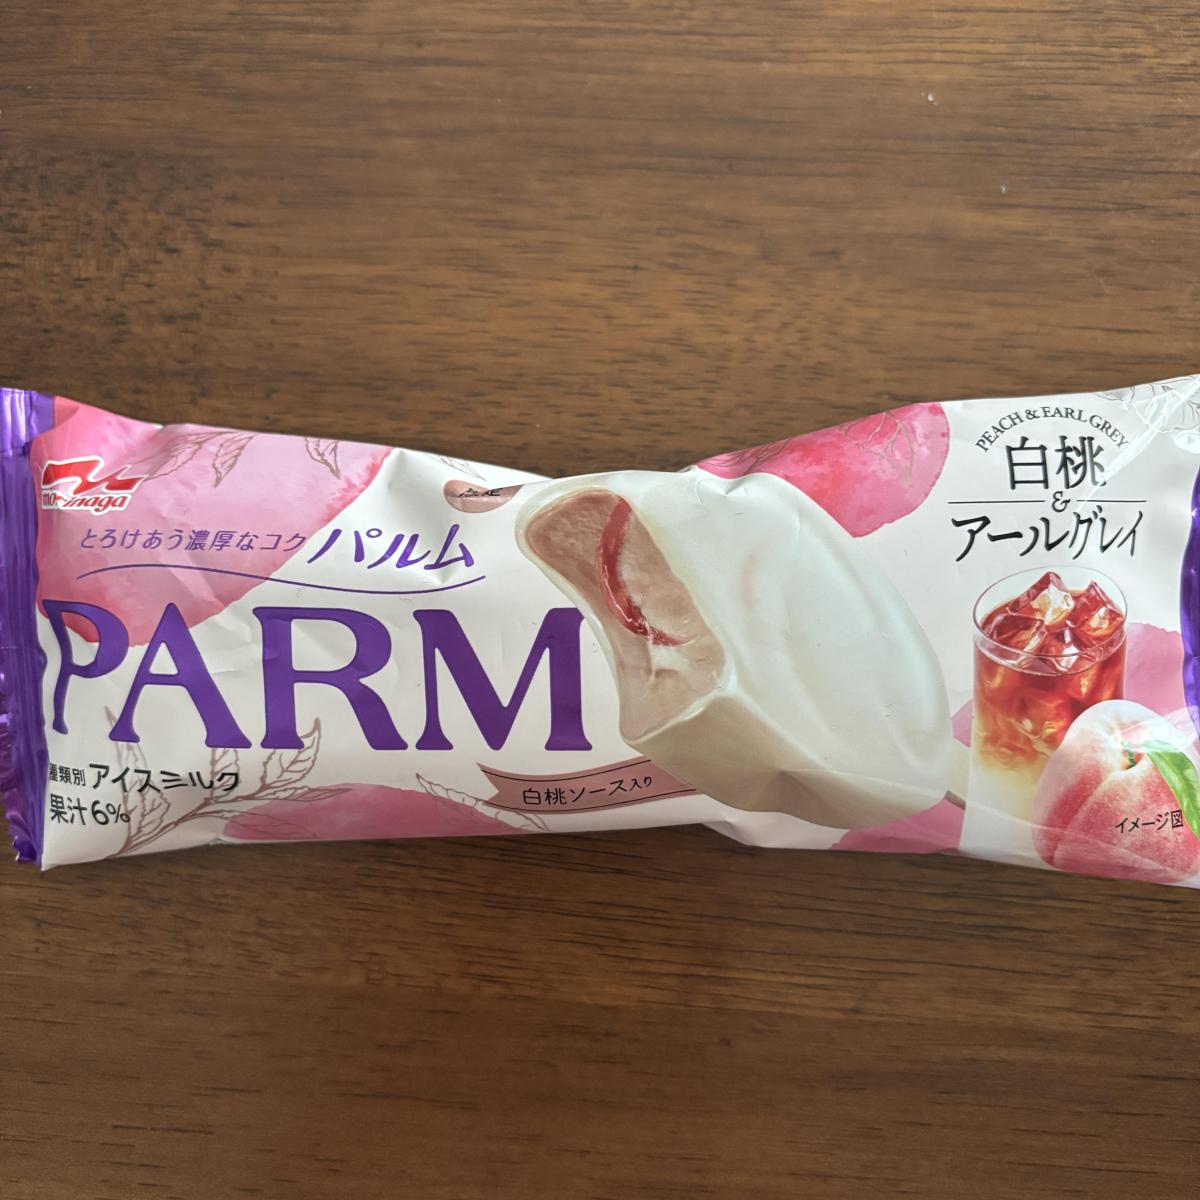 morinaga
とろけあう濃厚なコク パルム
PARM
種類別 アイスミルク
果汁6%
限定
白桃ソース入り
PEACH & EARL GREY
白桃
&
アールグレイ
イメージ図